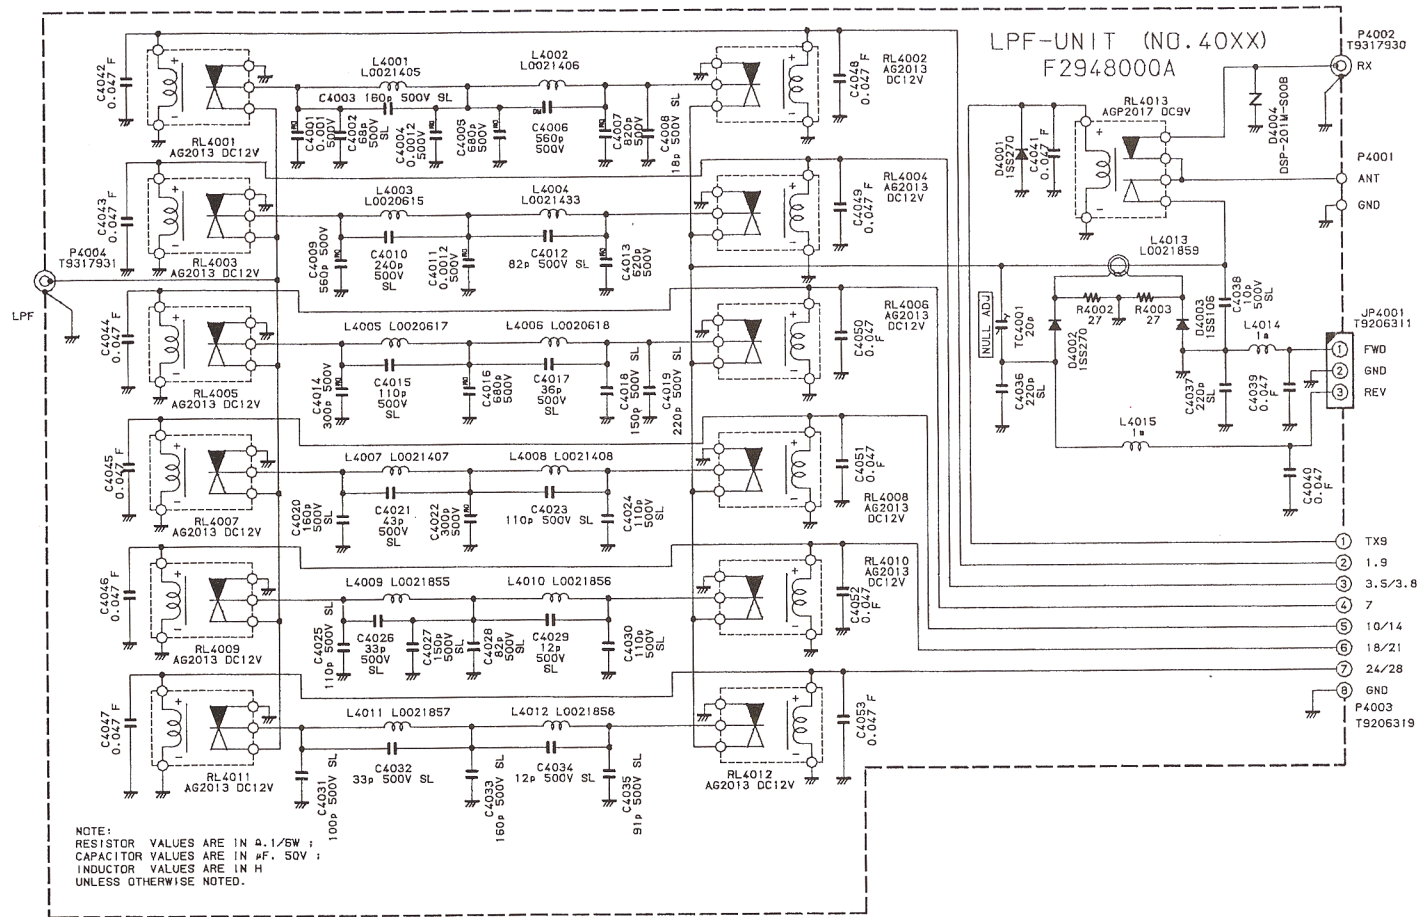 LPF-UNIT (NO.40XX)
F2948000A
P4002
T9317930
RX
P4001
ANT
GND
JP4001
T9206311
1 FWD
2 GND
3 REV
1 TX9
2 1.9
3 3.5/3.8
4 7
5 10/14
6 18/21
7 24/28
8 GND
P4003
T9206319
P4004
T9317931
LPF
C4042
0.047 F
RL4001
AG2013 DC12V
L4001
L0021405
L4002
L0021406
C4003 160p 500V SL
C4001
0.001
500V
C4002
68p
500V
SL
C4004
0.0012
500V
C4005
680p
500V
C4006
560p
500V
C4007
820p
500V
C4008
18p 500V SL
RL4002
AG2013
DC12V
C4048
0.047 F
C4043
0.047 F
RL4003
AG2013 DC12V
L4003
L0020615
L4004
L0021433
C4009
560p 500V
C4010
240p
500V
SL
C4011
0.0012
500V
C4012
82p 500V SL
C4013
620p
500V
RL4004
AG2013
DC12V
C4049
0.047 F
C4044
0.047 F
RL4005
AG2013 DC12V
L4005 L0020617
L4006 L0020618
C4014
300p 500V
C4015
110p
500V
SL
C4016
680p
500V
C4017
36p
500V
SL
C4018
150p 500V SL
C4019
220p 500V SL
RL4006
AG2013
DC12V
C4050
0.047
F
C4045
0.047 F
RL4007
AG2013 DC12V
L4007 L0021407
L4008 L0021408
C4020
160p
500V
SL
C4021
43p
500V
SL
C4022
300p
500V
C4023
110p 500V SL
C4024
110p
500V
SL
RL4008
AG2013
DC12V
C4051
0.047
F
C4046
0.047 F
RL4009
AG2013 DC12V
L4009 L0021855
L4010 L0021856
C4025
110p 500V SL
C4026
33p
500V
SL
C4027
150p
500V
SL
C4028
82p
500V
SL
C4029
12p
500V
SL
C4030
110p
500V
SL
RL4010
AG2013
DC12V
C4052
0.047
F
C4047
0.047 F
RL4011
AG2013 DC12V
L4011 L0021857
L4012 L0021858
C4031
100p 500V SL
C4032
33p 500V SL
C4033
160p 500V SL
C4034
12p 500V SL
C4035
91p 500V SL
RL4012
AG2013 DC12V
C4053
0.047 F
RL4013
AGP2017 DC9V
D4001
1SS270
C4041
0.047 F
D4004
DSP-201M-S00B
L4013
L0021859
NULL ADJ
TC4001
20p
C4036
220p
SL
D4002
1SS270
R4002
27
R4003
27
D4003
1SS106
C4038
10p
500V
SL
L4014
1m
C4037
220p
SL
C4039
0.047
F
L4015
1m
C4040
0.047
F
NOTE:
RESISTOR VALUES ARE IN Ω.1/6W ;
CAPACITOR VALUES ARE IN μF. 50V ;
INDUCTOR VALUES ARE IN H
UNLESS OTHERWISE NOTED.